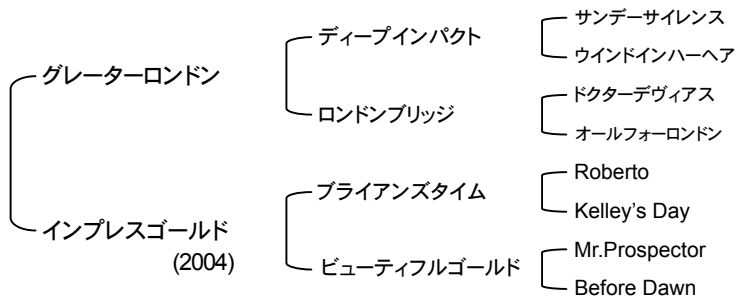 グレーターロンドン
インプレスゴールド
(2004)
ディープインパクト
ロンドンブリッジ
ブライアンズタイム
ビューティフルゴールド
サンデーサイレンス
ウインドインハーヘア
ドクターデヴィアス
オールフォーロンドン
Roberto
Kelley's Day
Mr.Prospector
Before Dawn